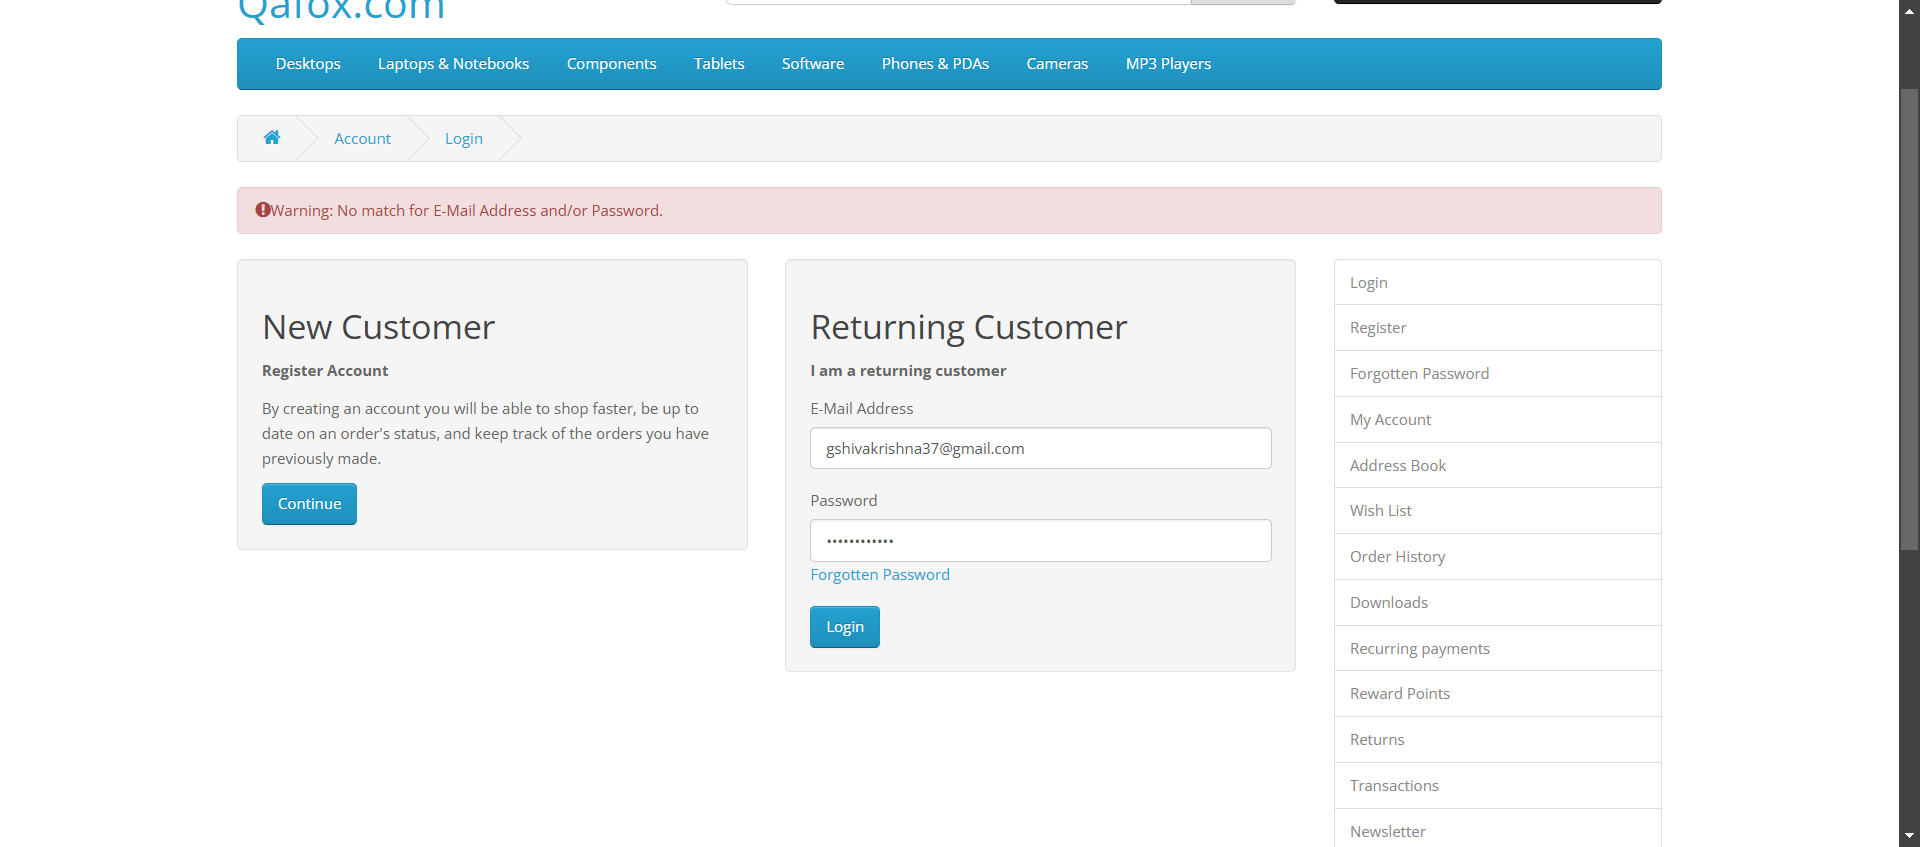 Qafox.com
Desktops Laptops & Notebooks Components Tablets Software Phones & PDAs Cameras MP3 Players
Account Login
Warning: No match for E-Mail Address and/or Password.
New Customer
Register Account
By creating an account you will be able to shop faster, be up to
date on an order's status, and keep track of the orders you have
previously made.
Continue
Returning Customer
I am a returning customer
E-Mail Address
gshivakrishna37@gmail.com
Password
••••••••••••
Forgotten Password
Login
Login
Register
Forgotten Password
My Account
Address Book
Wish List
Order History
Downloads
Recurring payments
Reward Points
Returns
Transactions
Newsletter